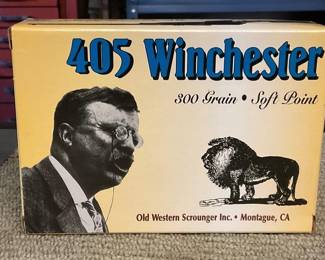 405 Winchester
300 Grain • Soft Point
Old Western Scrounger Inc. • Montague, CA